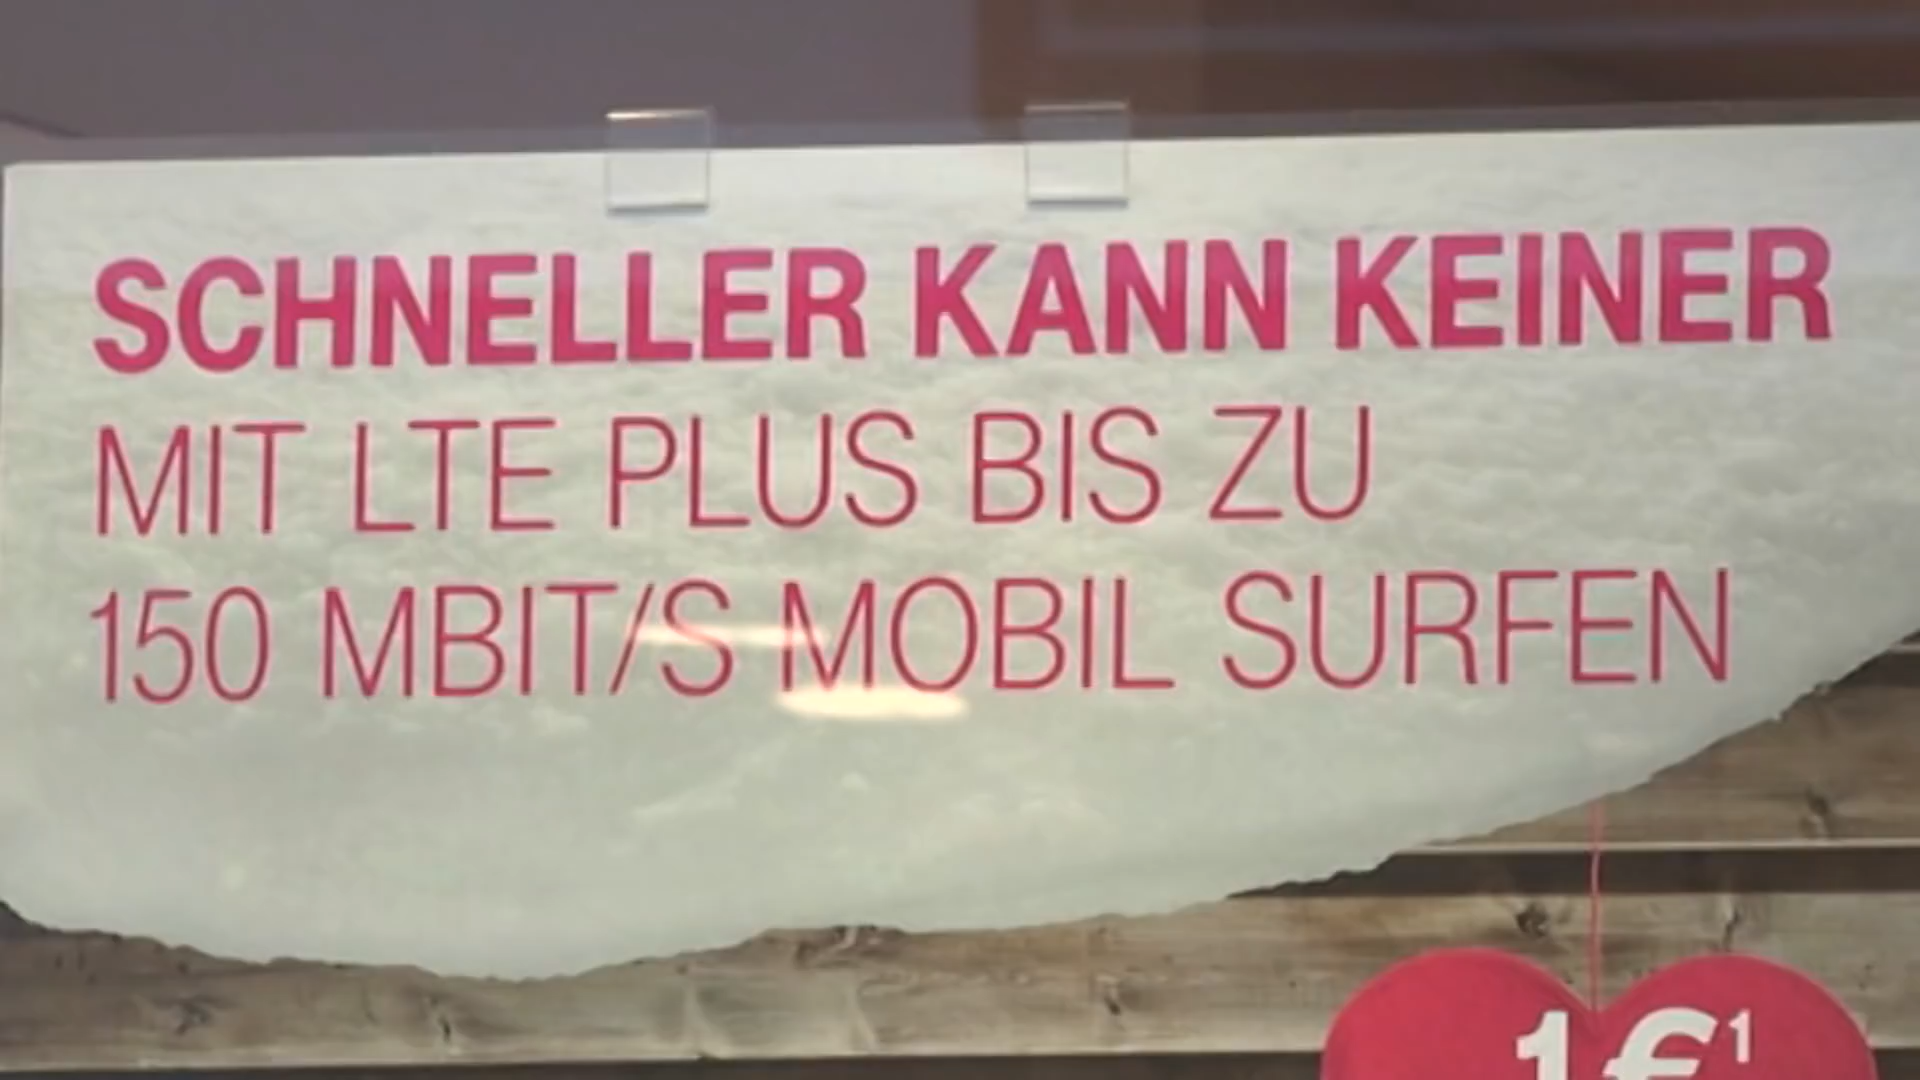 SCHNELLER KANN KEINER
MIT LTE PLUS BIS ZU
150 MBIT/S MOBIL SURFEN
1€¹